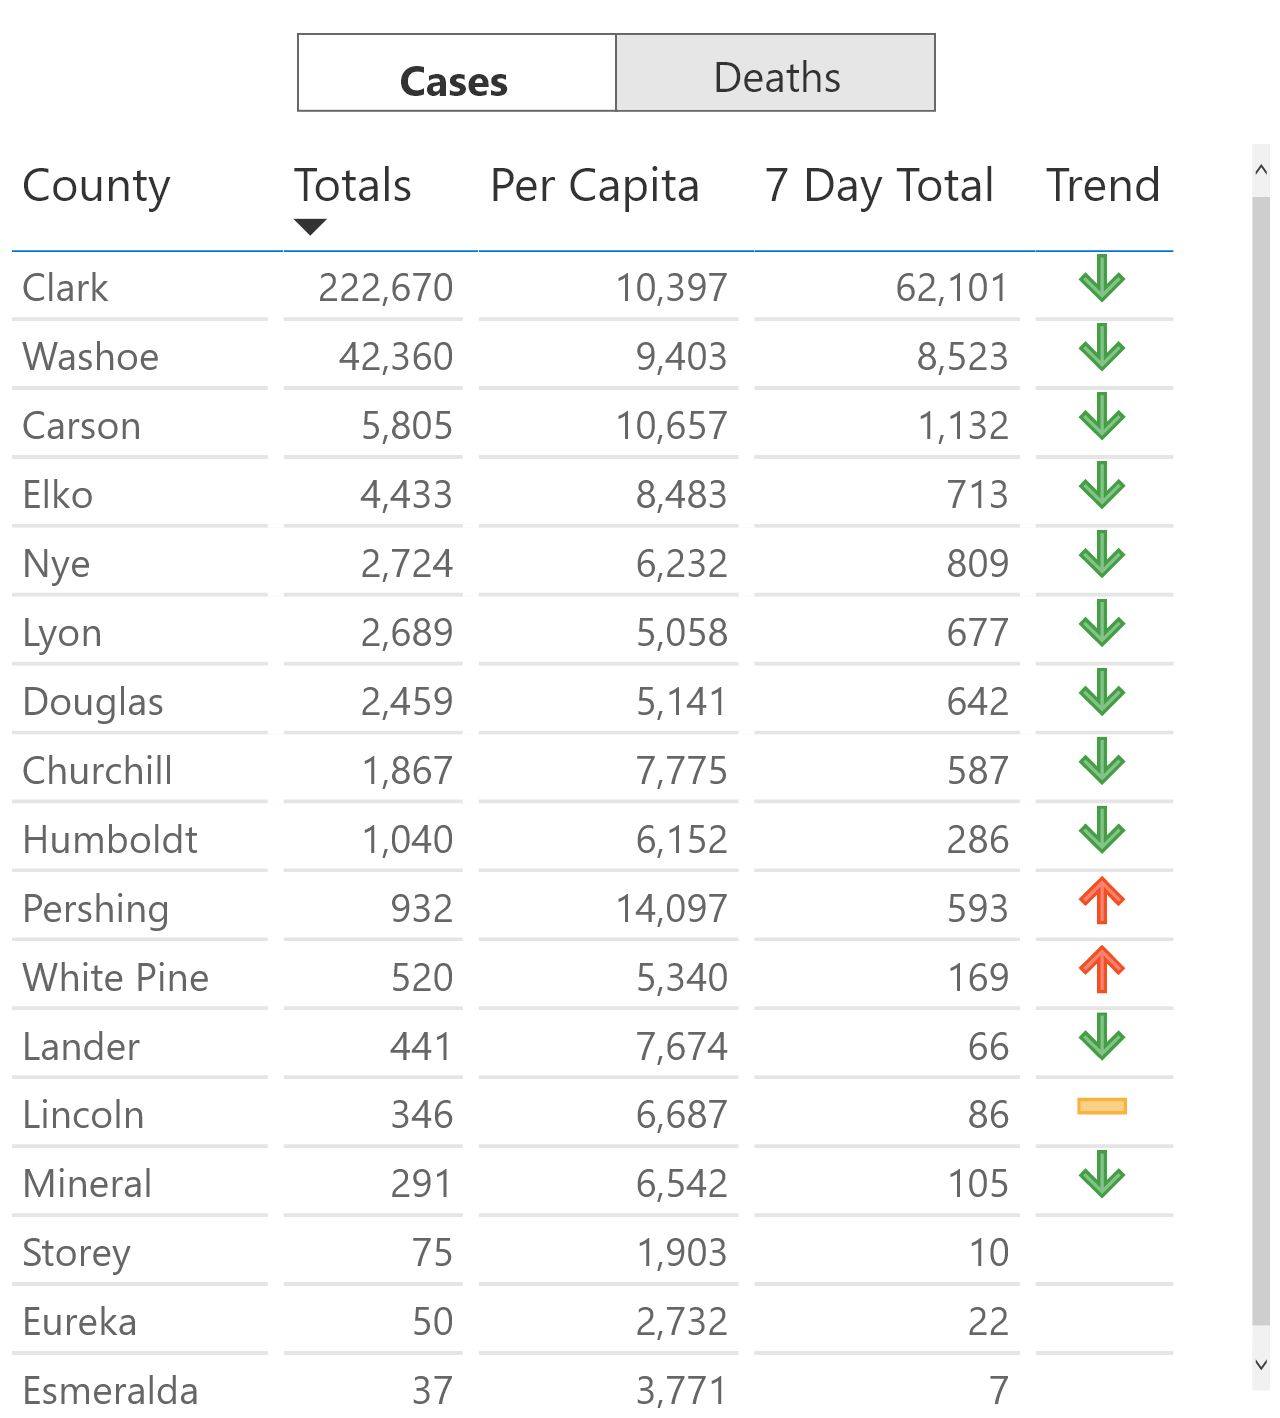 Cases Deaths
County Totals Per Capita 7 Day Total Trend
Clark 222,670 10,397 62,101
Washoe 42,360 9,403 8,523
Carson 5,805 10,657 1,132
Elko 4,433 8,483 713
Nye 2,724 6,232 809
Lyon 2,689 5,058 677
Douglas 2,459 5,141 642
Churchill 1,867 7,775 587
Humboldt 1,040 6,152 286
Pershing 932 14,097 593
White Pine 520 5,340 169
Lander 441 7,674 66
Lincoln 346 6,687 86
Mineral 291 6,542 105
Storey 75 1,903 10
Eureka 50 2,732 22
Esmeralda 37 3,771 7